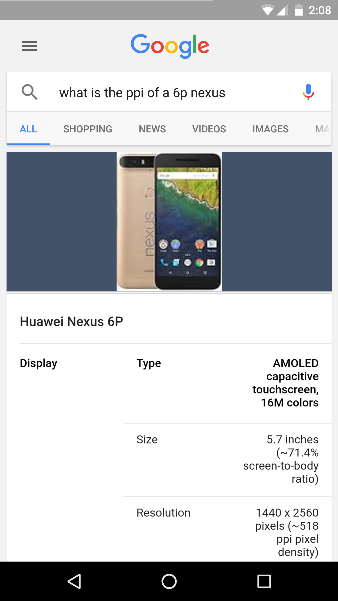 2:08
Google
what is the ppi of a 6p nexus
ALL SHOPPING NEWS VIDEOS IMAGES MA
nexus
Huawei Nexus 6P
Display Type AMOLED
capacitive
touchscreen,
16M colors
Size 5.7 inches
(~71.4%
screen-to-body
ratio)
Resolution 1440 x 2560
pixels (~518
ppi pixel
density)